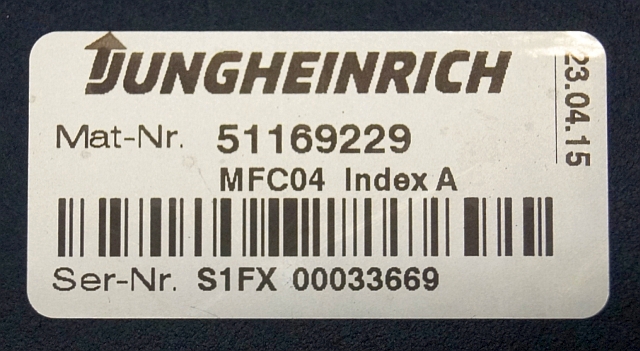 JUNGHEINRICH
Mat-Nr. 51169229
MFC04 Index A
Ser-Nr. S1FX 00033669
23.04.15